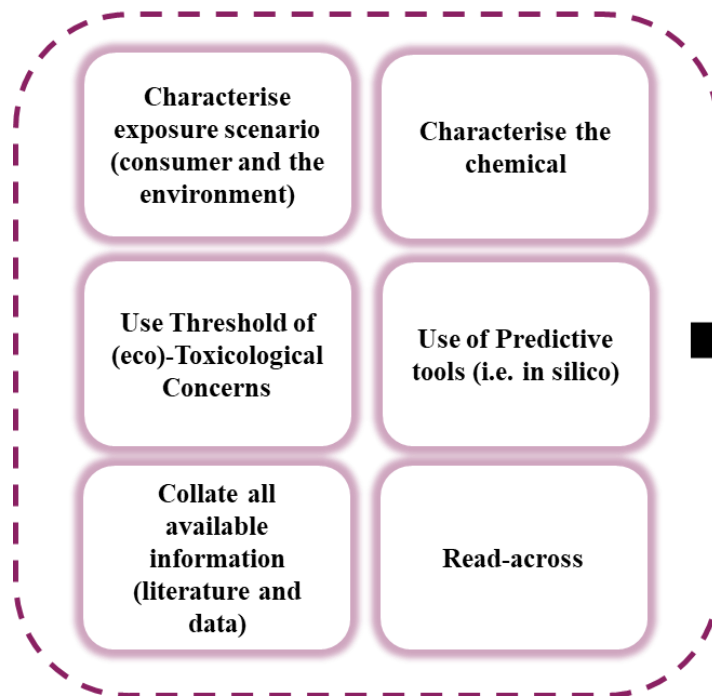 Characterise
exposure scenario
(consumer and the
environment)
Characterise the
chemical
Use Threshold of
(eco)-Toxicological
Concerns
Use of Predictive
tools (i.e. in silico)
Collate all
available
information
(literature and
data)
Read-across